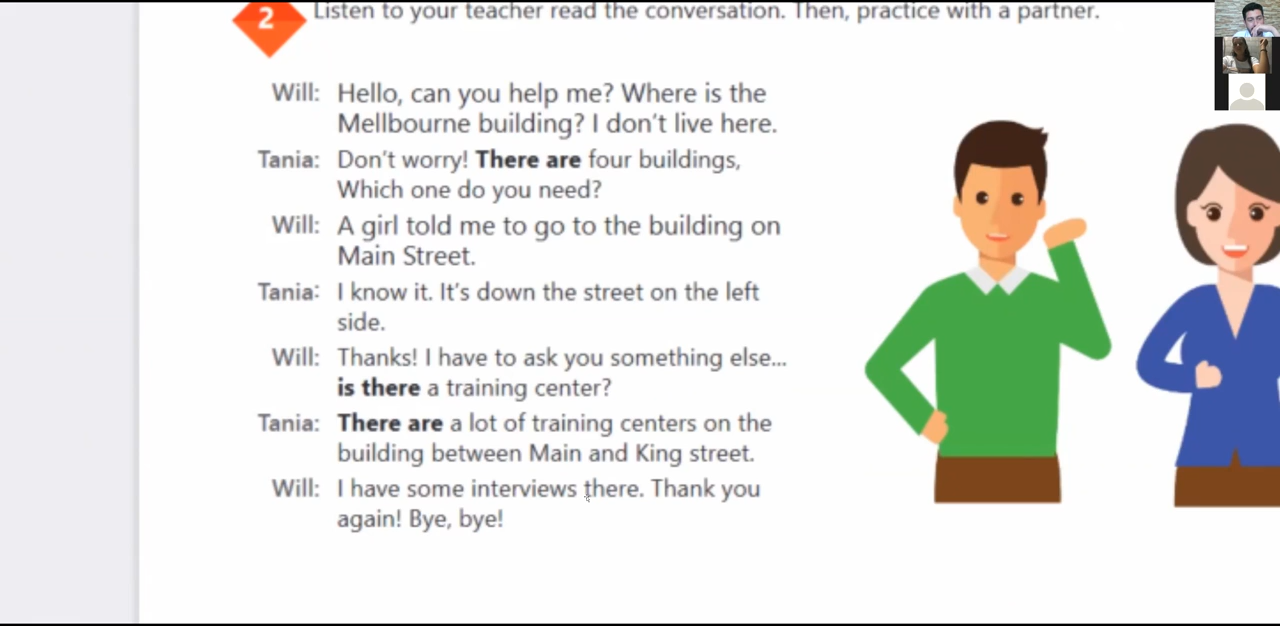 2
Listen to your teacher read the conversation. Then, practice with a partner.
Will: Hello, can you help me? Where is the
Mellbourne building? I don't live here.
Tania: Don't worry! There are four buildings,
Which one do you need?
Will: A girl told me to go to the building on
Main Street.
Tania: I know it. It's down the street on the left
side.
Will: Thanks! I have to ask you something else...
is there a training center?
Tania: There are a lot of training centers on the
building between Main and King street.
Will: I have some interviews there. Thank you
again! Bye, bye!